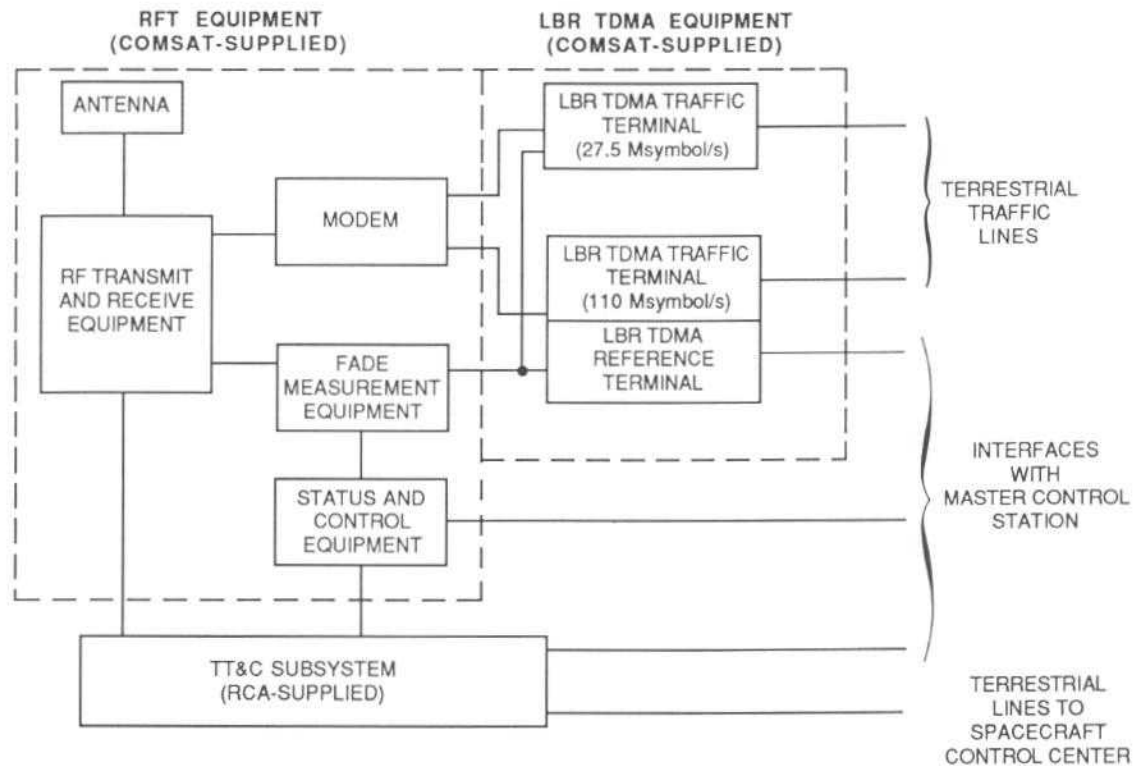 RFT EQUIPMENT
(COMSAT-SUPPLIED)
LBR TDMA EQUIPMENT
(COMSAT-SUPPLIED)
ANTENNA
RF TRANSMIT
AND RECEIVE
EQUIPMENT
MODEM
FADE
MEASUREMENT
EQUIPMENT
STATUS AND
CONTROL
EQUIPMENT
LBR TDMA TRAFFIC
TERMINAL
(27.5 Msymbol/s)
LBR TDMA TRAFFIC
TERMINAL
(110 Msymbol/s)
LBR TDMA
REFERENCE
TERMINAL
TERRESTRIAL
TRAFFIC
LINES
INTERFACES
WITH
MASTER CONTROL
STATION
TT&C SUBSYSTEM
(RCA-SUPPLIED)
TERRESTRIAL
LINES TO
SPACECRAFT
CONTROL CENTER